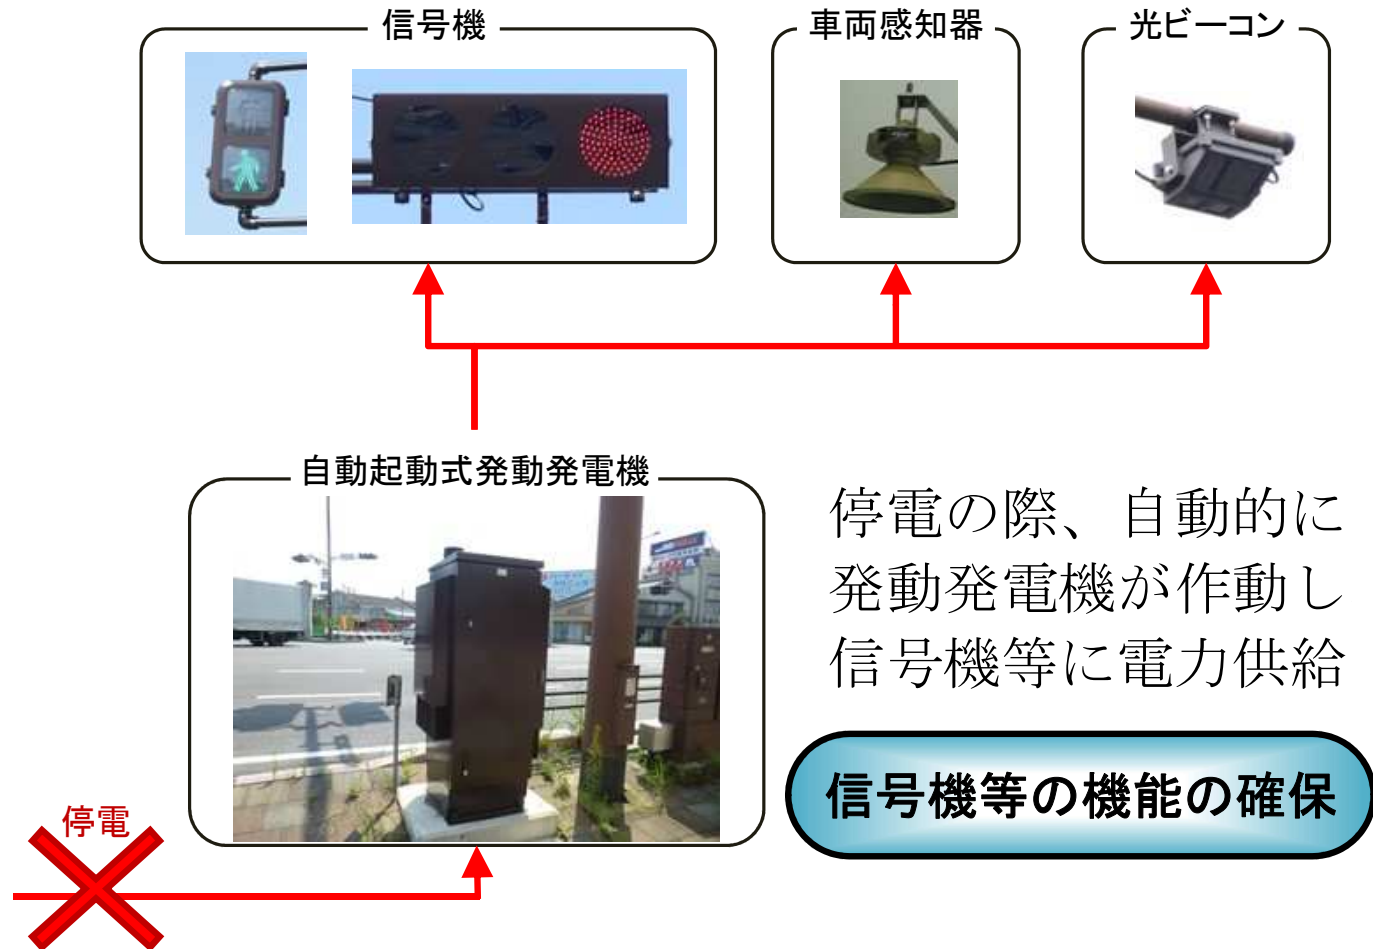 信号機
車両感知器
光ビーコン
自動起動式発動発電機
停電の際、自動的に
発動発電機が作動し
信号機等に電力供給
信号機等の機能の確保
停電